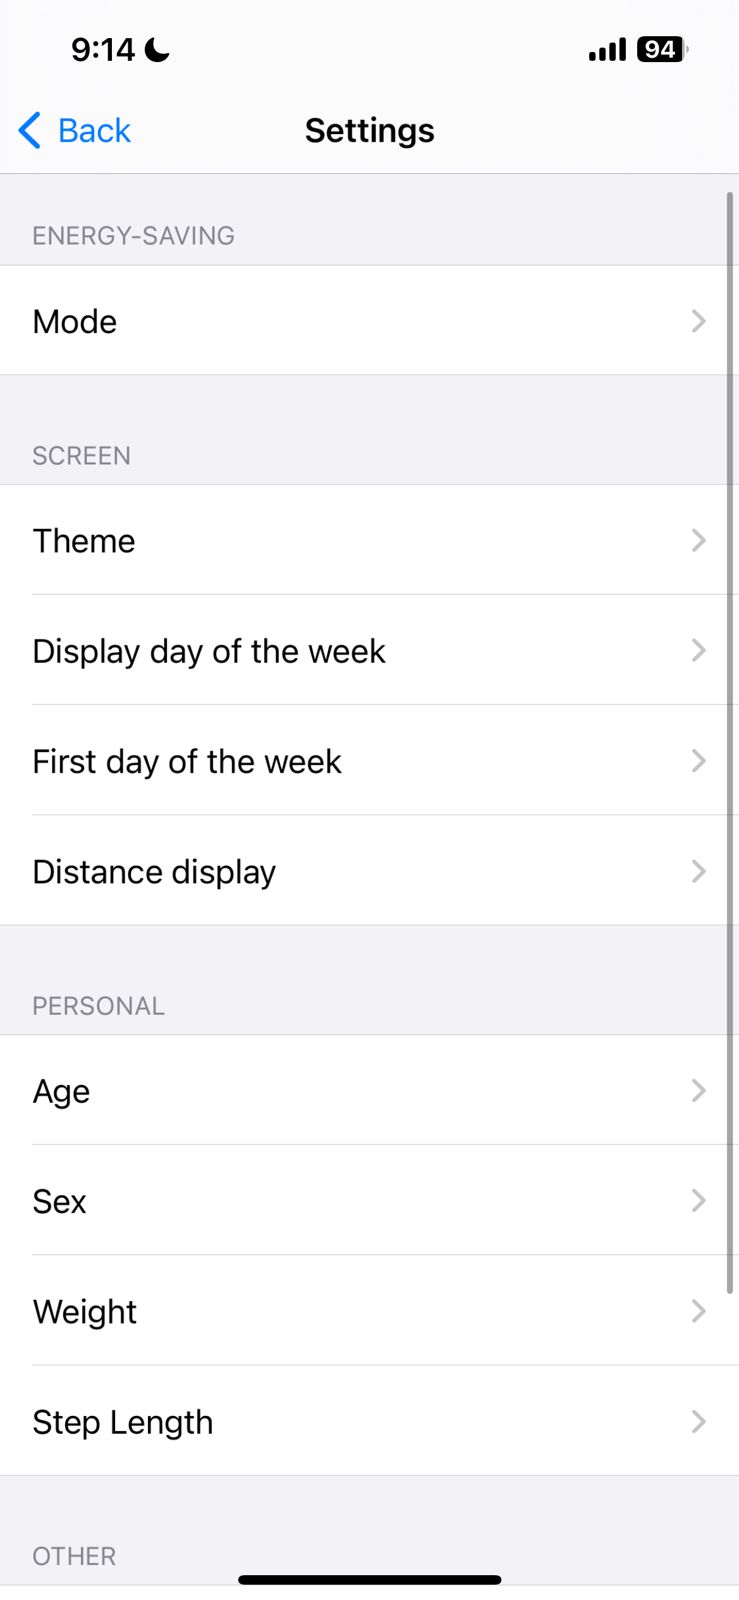 9:14
94
Back
Settings
ENERGY-SAVING
Mode
SCREEN
Theme
Display day of the week
First day of the week
Distance display
PERSONAL
Age
Sex
Weight
Step Length
OTHER